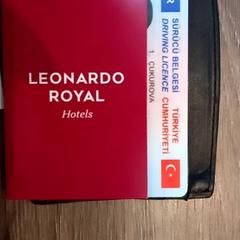 LEONARDO
ROYAL
Hotels
SÜRÜCÜ BELGESİ
DRIVING LICENCE
TÜRKİYE
CUMHURİYETİ
1. ÇUKUROVA